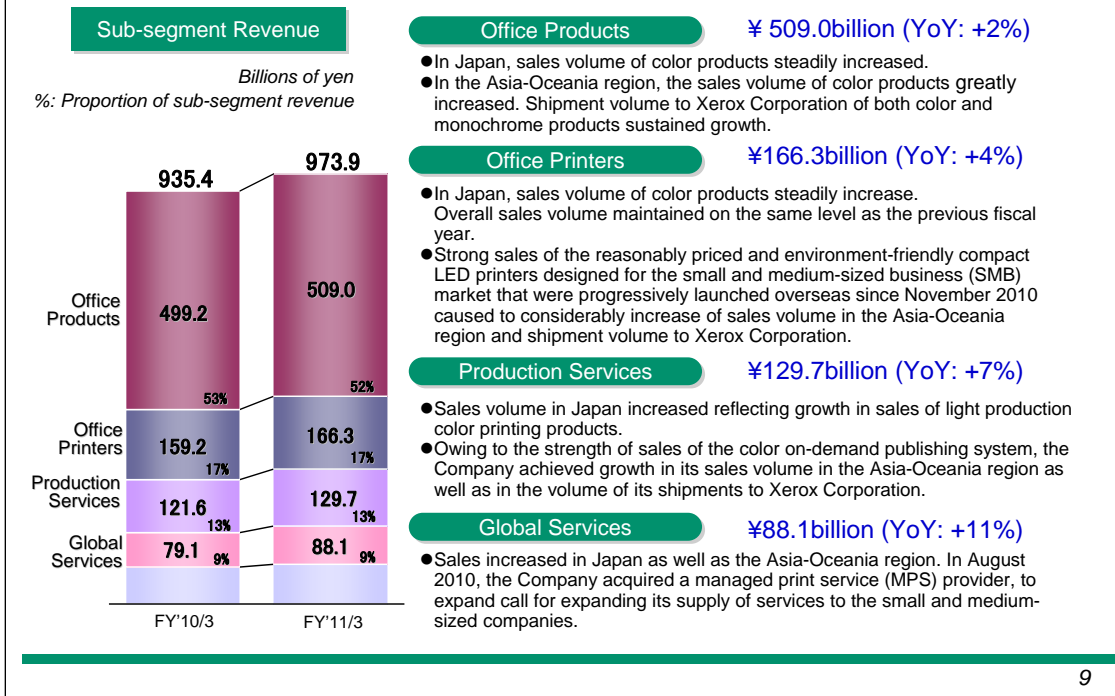 Sub-segment Revenue
Billions of yen
%: Proportion of sub-segment revenue
935.4
973.9
Office
Products
499.2
509.0
53%
52%
Office
Printers
159.2
166.3
17%
17%
Production
Services
121.6
129.7
13%
13%
Global
Services
79.1
88.1
9%
9%
FY'10/3
FY'11/3
Office Products
¥ 509.0billion (YoY: +2%)
●In Japan, sales volume of color products steadily increased.
●In the Asia-Oceania region, the sales volume of color products greatly
increased. Shipment volume to Xerox Corporation of both color and
monochrome products sustained growth.
Office Printers
¥166.3billion (YoY: +4%)
●In Japan, sales volume of color products steadily increase.
Overall sales volume maintained on the same level as the previous fiscal
year.
●Strong sales of the reasonably priced and environment-friendly compact
LED printers designed for the small and medium-sized business (SMB)
market that were progressively launched overseas since November 2010
caused to considerably increase of sales volume in the Asia-Oceania
region and shipment volume to Xerox Corporation.
Production Services
¥129.7billion (YoY: +7%)
●Sales volume in Japan increased reflecting growth in sales of light production
color printing products.
●Owing to the strength of sales of the color on-demand publishing system, the
Company achieved growth in its sales volume in the Asia-Oceania region as
well as in the volume of its shipments to Xerox Corporation.
Global Services
¥88.1billion (YoY: +11%)
●Sales increased in Japan as well as the Asia-Oceania region. In August
2010, the Company acquired a managed print service (MPS) provider, to
expand call for expanding its supply of services to the small and medium-
sized companies.
9